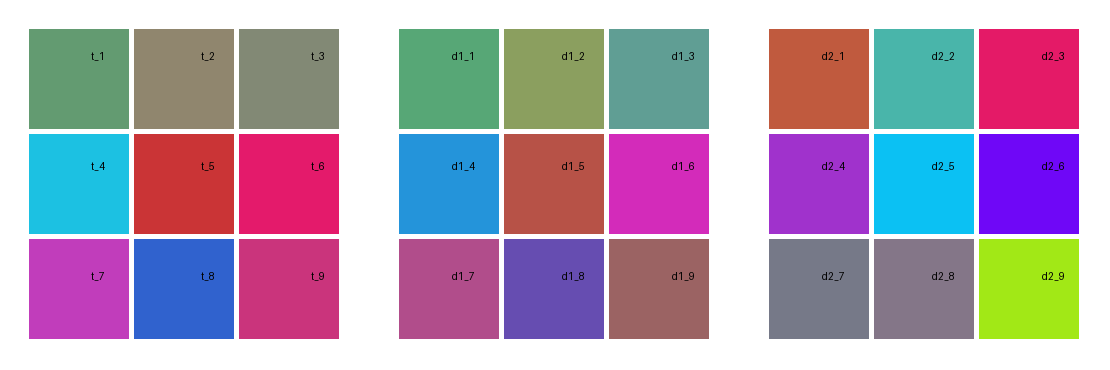 t_1 t_2 t_3 d1_1 d1_2 d1_3 d2_1 d2_2 d2_3
t_4 t_5 t_6 d1_4 d1_5 d1_6 d2_4 d2_5 d2_6
t_7 t_8 t_9 d1_7 d1_8 d1_9 d2_7 d2_8 d2_9